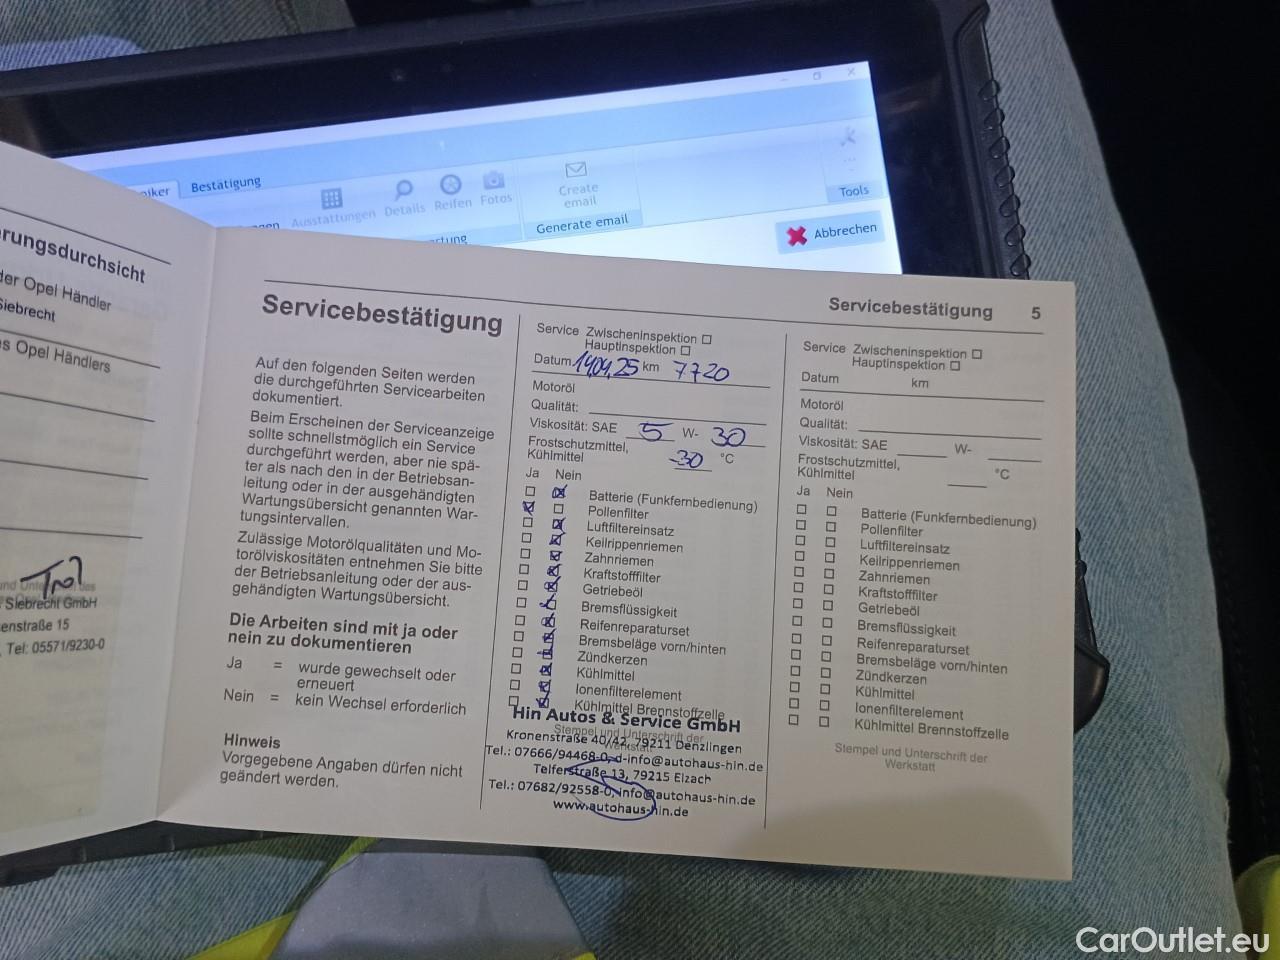 niker
Bestätigung
Ausstattungen
Details
Reifen
Fotos
Create
email
Generate email
Tools
Abbrechen
rungsdurchsicht
der Opel Händler
Siebrecht
s Opel Händlers
Siebrecht GmbH
enstraße 15
Tel: 05571/9230-0
Servicebestätigung 5
Servicebestätigung
Auf den folgenden Seiten werden
die durchgeführten Servicearbeiten
dokumentiert.
Beim Erscheinen der Serviceanzeige
sollte schnellstmöglich ein Service
durchgeführt werden, aber nie spä-
ter als nach den in der Betriebsan-
leitung oder in der ausgehändigten
Wartungsübersicht genannten War-
tungsintervallen.
Zulässige Motorölqualitäten und Mo-
torölviskositäten entnehmen Sie bitte
der Betriebsanleitung oder der aus-
gehändigten Wartungsübersicht.
Die Arbeiten sind mit ja oder
nein zu dokumentieren
Ja = wurde gewechselt oder
erneuert
Nein = kein Wechsel erforderlich
Hinweis
Vorgegebene Angaben dürfen nicht
geändert werden.
Service Zwischeninspektion
Hauptinspektion
Datum 14.04.25 km 7720
Motoröl
Qualität:
Viskosität: SAE 5 W- 30
Frostschutzmittel,
Kühlmittel -30 °C
Ja Nein
Batterie (Funkfernbedienung)
Pollenfilter
Luftfiltereinsatz
Keilrippenriemen
Zahnriemen
Kraftstofffilter
Getriebeöl
Bremsflüssigkeit
Reifenreparaturset
Bremsbeläge vorn/hinten
Zündkerzen
Kühlmittel
Ionenfilterelement
Kühlmittel Brennstoffzelle
Stempel und Unterschrift der
Werkstatt
Hin Autos & Service GmbH
Kronenstraße 40/42, 79211 Denzlingen
Tel.: 07666/94468-0, d-info@autohaus-hin.de
Telferstraße 13, 79215 Elzach
Tel.: 07682/92558-0, info@autohaus-hin.de
www.autohaus-hin.de
Service Zwischeninspektion
Hauptinspektion
Datum km
Motoröl
Qualität:
Viskosität: SAE W-
Frostschutzmittel,
Kühlmittel °C
Ja Nein
Batterie (Funkfernbedienung)
Pollenfilter
Luftfiltereinsatz
Keilrippenriemen
Zahnriemen
Kraftstofffilter
Getriebeöl
Bremsflüssigkeit
Reifenreparaturset
Bremsbeläge vorn/hinten
Zündkerzen
Kühlmittel
Ionenfilterelement
Kühlmittel Brennstoffzelle
Stempel und Unterschrift der
Werkstatt
CarOutlet.eu